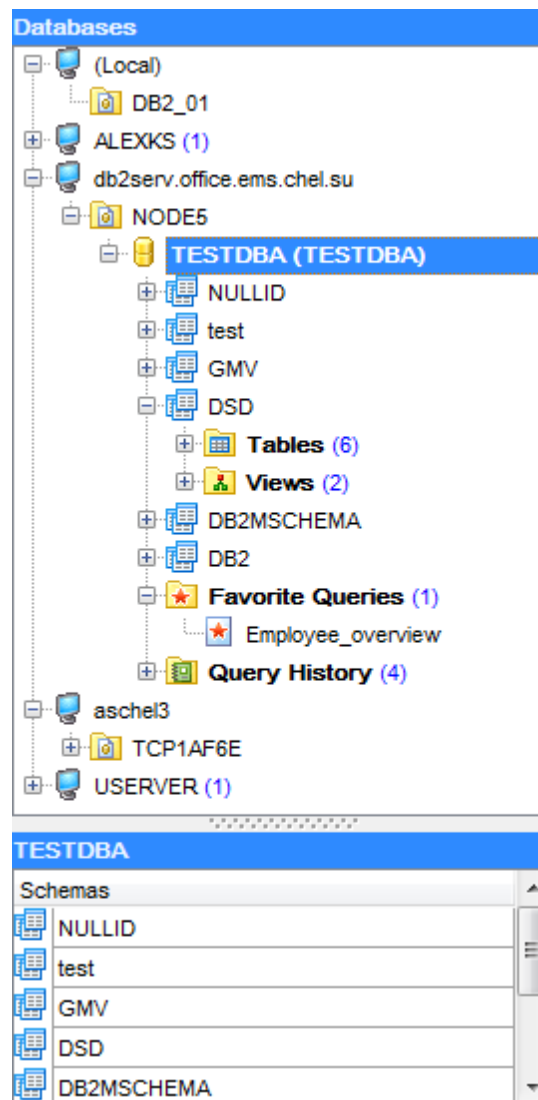 Databases
(Local)
DB2_01
ALEXKS (1)
db2serv.office.ems.chel.su
NODE5
TESTDBA (TESTDBA)
NULLID
test
GMV
DSD
Tables (6)
Views (2)
DB2MSCHEMA
DB2
Favorite Queries (1)
Employee_overview
Query History (4)
aschel3
TCP1AF6E
USERVER (1)
TESTDBA
Schemas
NULLID
test
GMV
DSD
DB2MSCHEMA